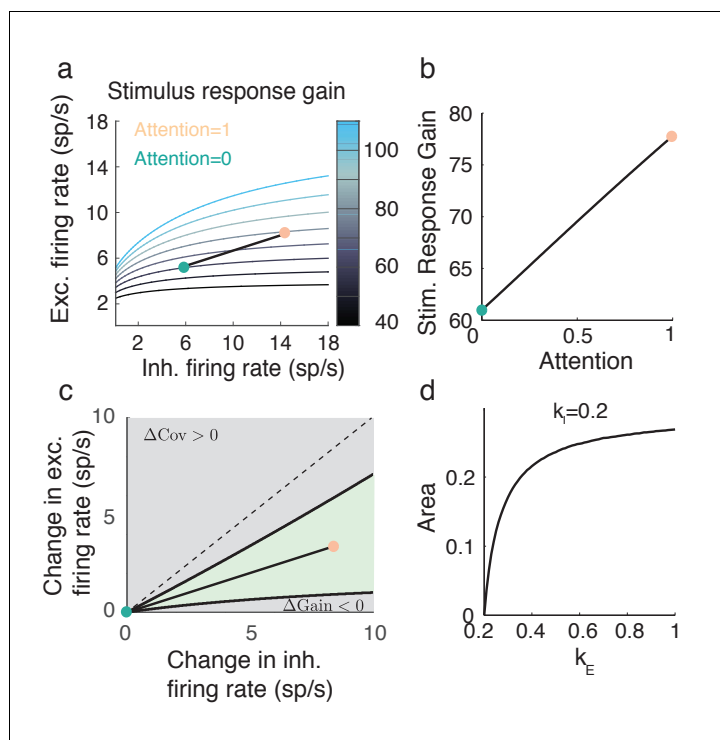 a
Stimulus response gain
Exc. firing rate (sp/s)
18
14
10
6
2
Attention=1
Attention=0
2
6
10
14
18
Inh. firing rate (sp/s)
100
80
60
40
b
Stim. Response Gain
80
75
70
65
60
0
0.5
1
Attention
c
Change in exc.
firing rate (sp/s)
10
5
0
ΔCov > 0
ΔGain < 0
0
5
10
Change in inh.
firing rate (sp/s)
d
k_I=0.2
Area
0.2
0.1
0
0.2
0.4
0.6
0.8
1
k_E